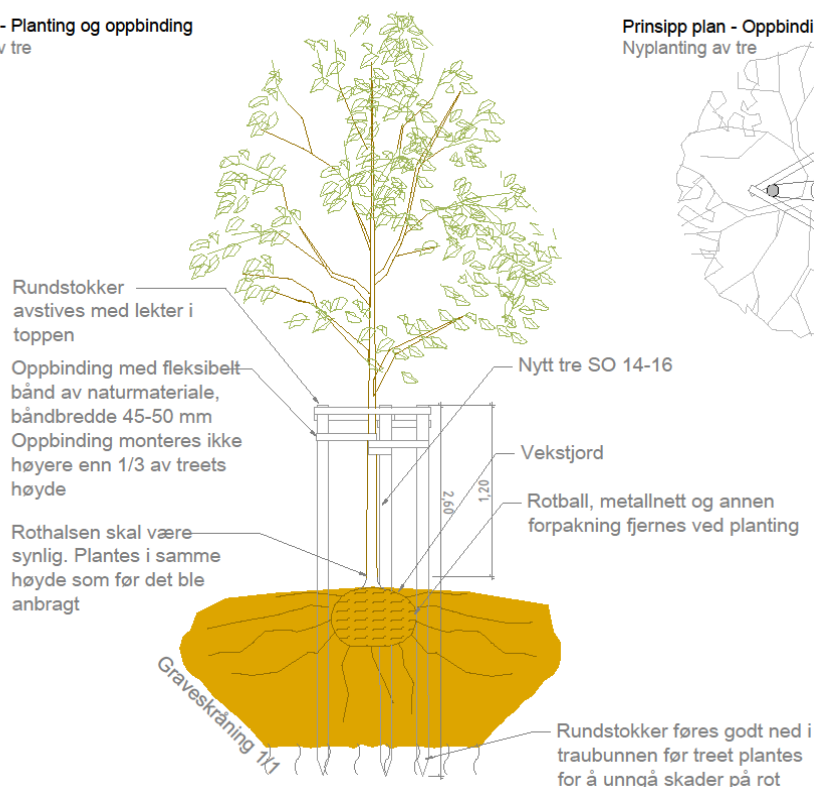 - Planting og oppbinding
v tre
Prinsipp plan - Oppbindi
Nyplanting av tre
Rundstokker
avstives med lekter i
toppen
Oppbinding med fleksibelt
bånd av naturmateriale,
båndbredde 45-50 mm
Oppbinding monteres ikke
høyere enn 1/3 av treets
høyde
Rothalsen skal være
synlig. Plantes i samme
høyde som før det ble
anbragt
Nytt tre SO 14-16
Vekstjord
Rotball, metallnett og annen
forpakning fjernes ved planting
2,60
1,20
Graveskråning 1/1
Rundstokker føres godt ned i
traubunnen før treet plantes
for å unngå skader på rot